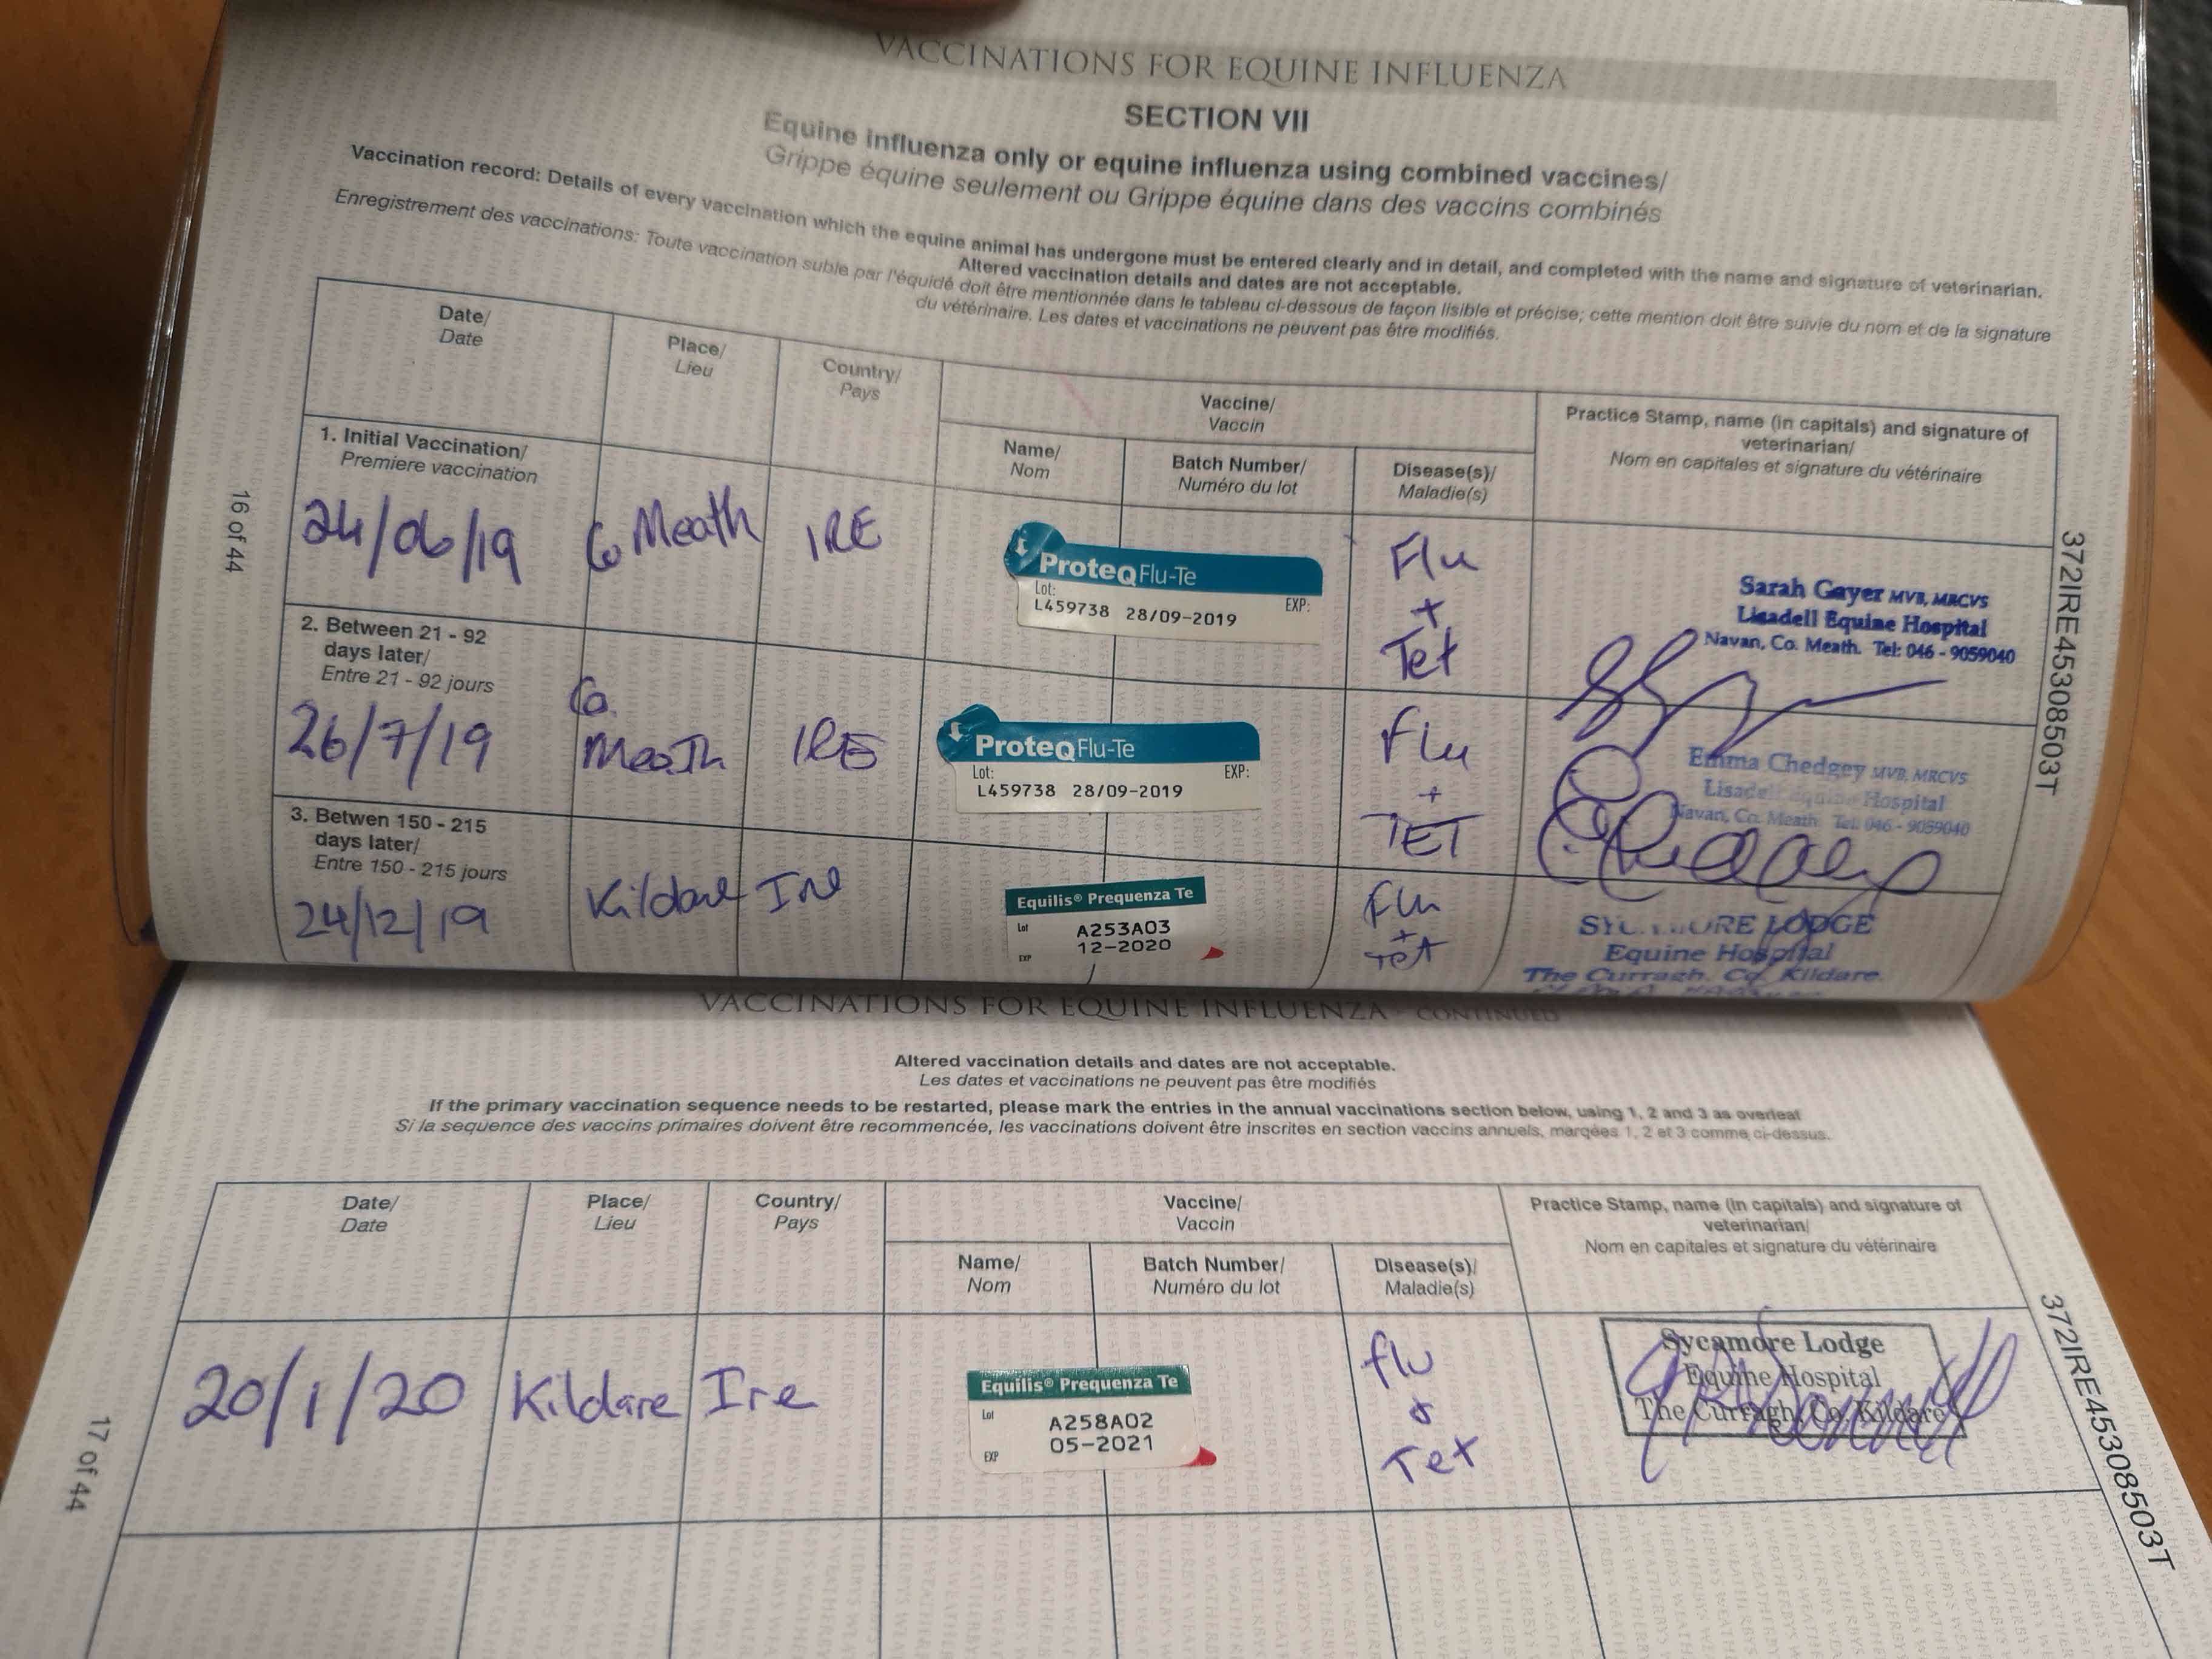 VACCINATIONS FOR EQUINE INFLUENZA
SECTION VII
Equine influenza only or equine influenza using combined vaccines/
Grippe équine seulement ou Grippe équine dans des vaccins combinés
Vaccination record: Details of every vaccination which the equine animal has undergone must be entered clearly and in detail, and completed with the name and signature of veterinarian.
Altered vaccination details and dates are not acceptable.
Enregistrement des vaccinations: Toute vaccination subie par l'équidé doit être mentionnée dans le tableau ci-dessous de façon lisible et précise; cette mention doit être suivie du nom et de la signature
du vétérinaire. Les dates et vaccinations ne peuvent pas être modifiés.
Date/
Date
Place/
Lieu
Country/
Pays
Vaccine/
Vaccin
Name/
Nom
Batch Number/
Numéro du lot
Disease(s)/
Maladie(s)
Practice Stamp, name (in capitals) and signature of
veterinarian/
Nom en capitales et signature du vétérinaire
1. Initial Vaccination/
Premiere vaccination
24/06/19
Co Meath
IRE
ProteqFlu-Te
Lot:
EXP:
L459738 28/09-2019
Flu
+
Tet
Sarah Gayer MVB, MRCVS
Lisadell Equine Hospital
Navan, Co. Meath. Tel: 046 - 9059040
2. Between 21 - 92
days later/
Entre 21 - 92 jours
26/7/19
Co.
Meath
IRE
ProteqFlu-Te
Lot:
EXP:
L459738 28/09-2019
Flu
+
TET
Emma Chedgey MVB, MRCVS
Lisadell Equine Hospital
Navan, Co. Meath. Tel: 046 - 9059040
3. Betwen 150 - 215
days later/
Entre 150 - 215 jours
24/12/19
Kildare
Ire
Equilis® Prequenza Te
Lot
A253A03
12-2020
EXP
Flu
+
Tet
SYCAMORE LODGE
Equine Hospital
The Curragh, Co. Kildare.
16 of 44
372IRE45308503T
VACCINATIONS FOR EQUINE INFLUENZA - CONTINUED
Altered vaccination details and dates are not acceptable.
Les dates et vaccinations ne peuvent pas être modifiés
If the primary vaccination sequence needs to be restarted, please mark the entries in the annual vaccinations section below, using 1, 2 and 3 as overleaf
Si la sequence des vaccins primaires doivent être recommencée, les vaccinations doivent être inscrites en section vaccins annuels, marqées 1, 2 et 3 comme ci-dessus.
Date/
Date
Place/
Lieu
Country/
Pays
Vaccine/
Vaccin
Name/
Nom
Batch Number/
Numéro du lot
Disease(s)/
Maladie(s)
Practice Stamp, name (in capitals) and signature of
veterinarian/
Nom en capitales et signature du vétérinaire
20/1/20
Kildare
Ire
Equilis® Prequenza Te
Lot
A258A02
05-2021
EXP
flu
&
Tet
Sycamore Lodge
Equine Hospital
The Curragh, Co. Kildare
17 of 44
372IRE45308503T